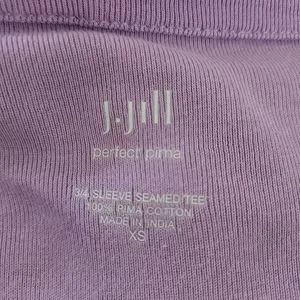 J.Jill
perfect pima
3/4 SLEEVE SEAMED TEE
100% PIMA COTTON
MADE IN INDIA
XS